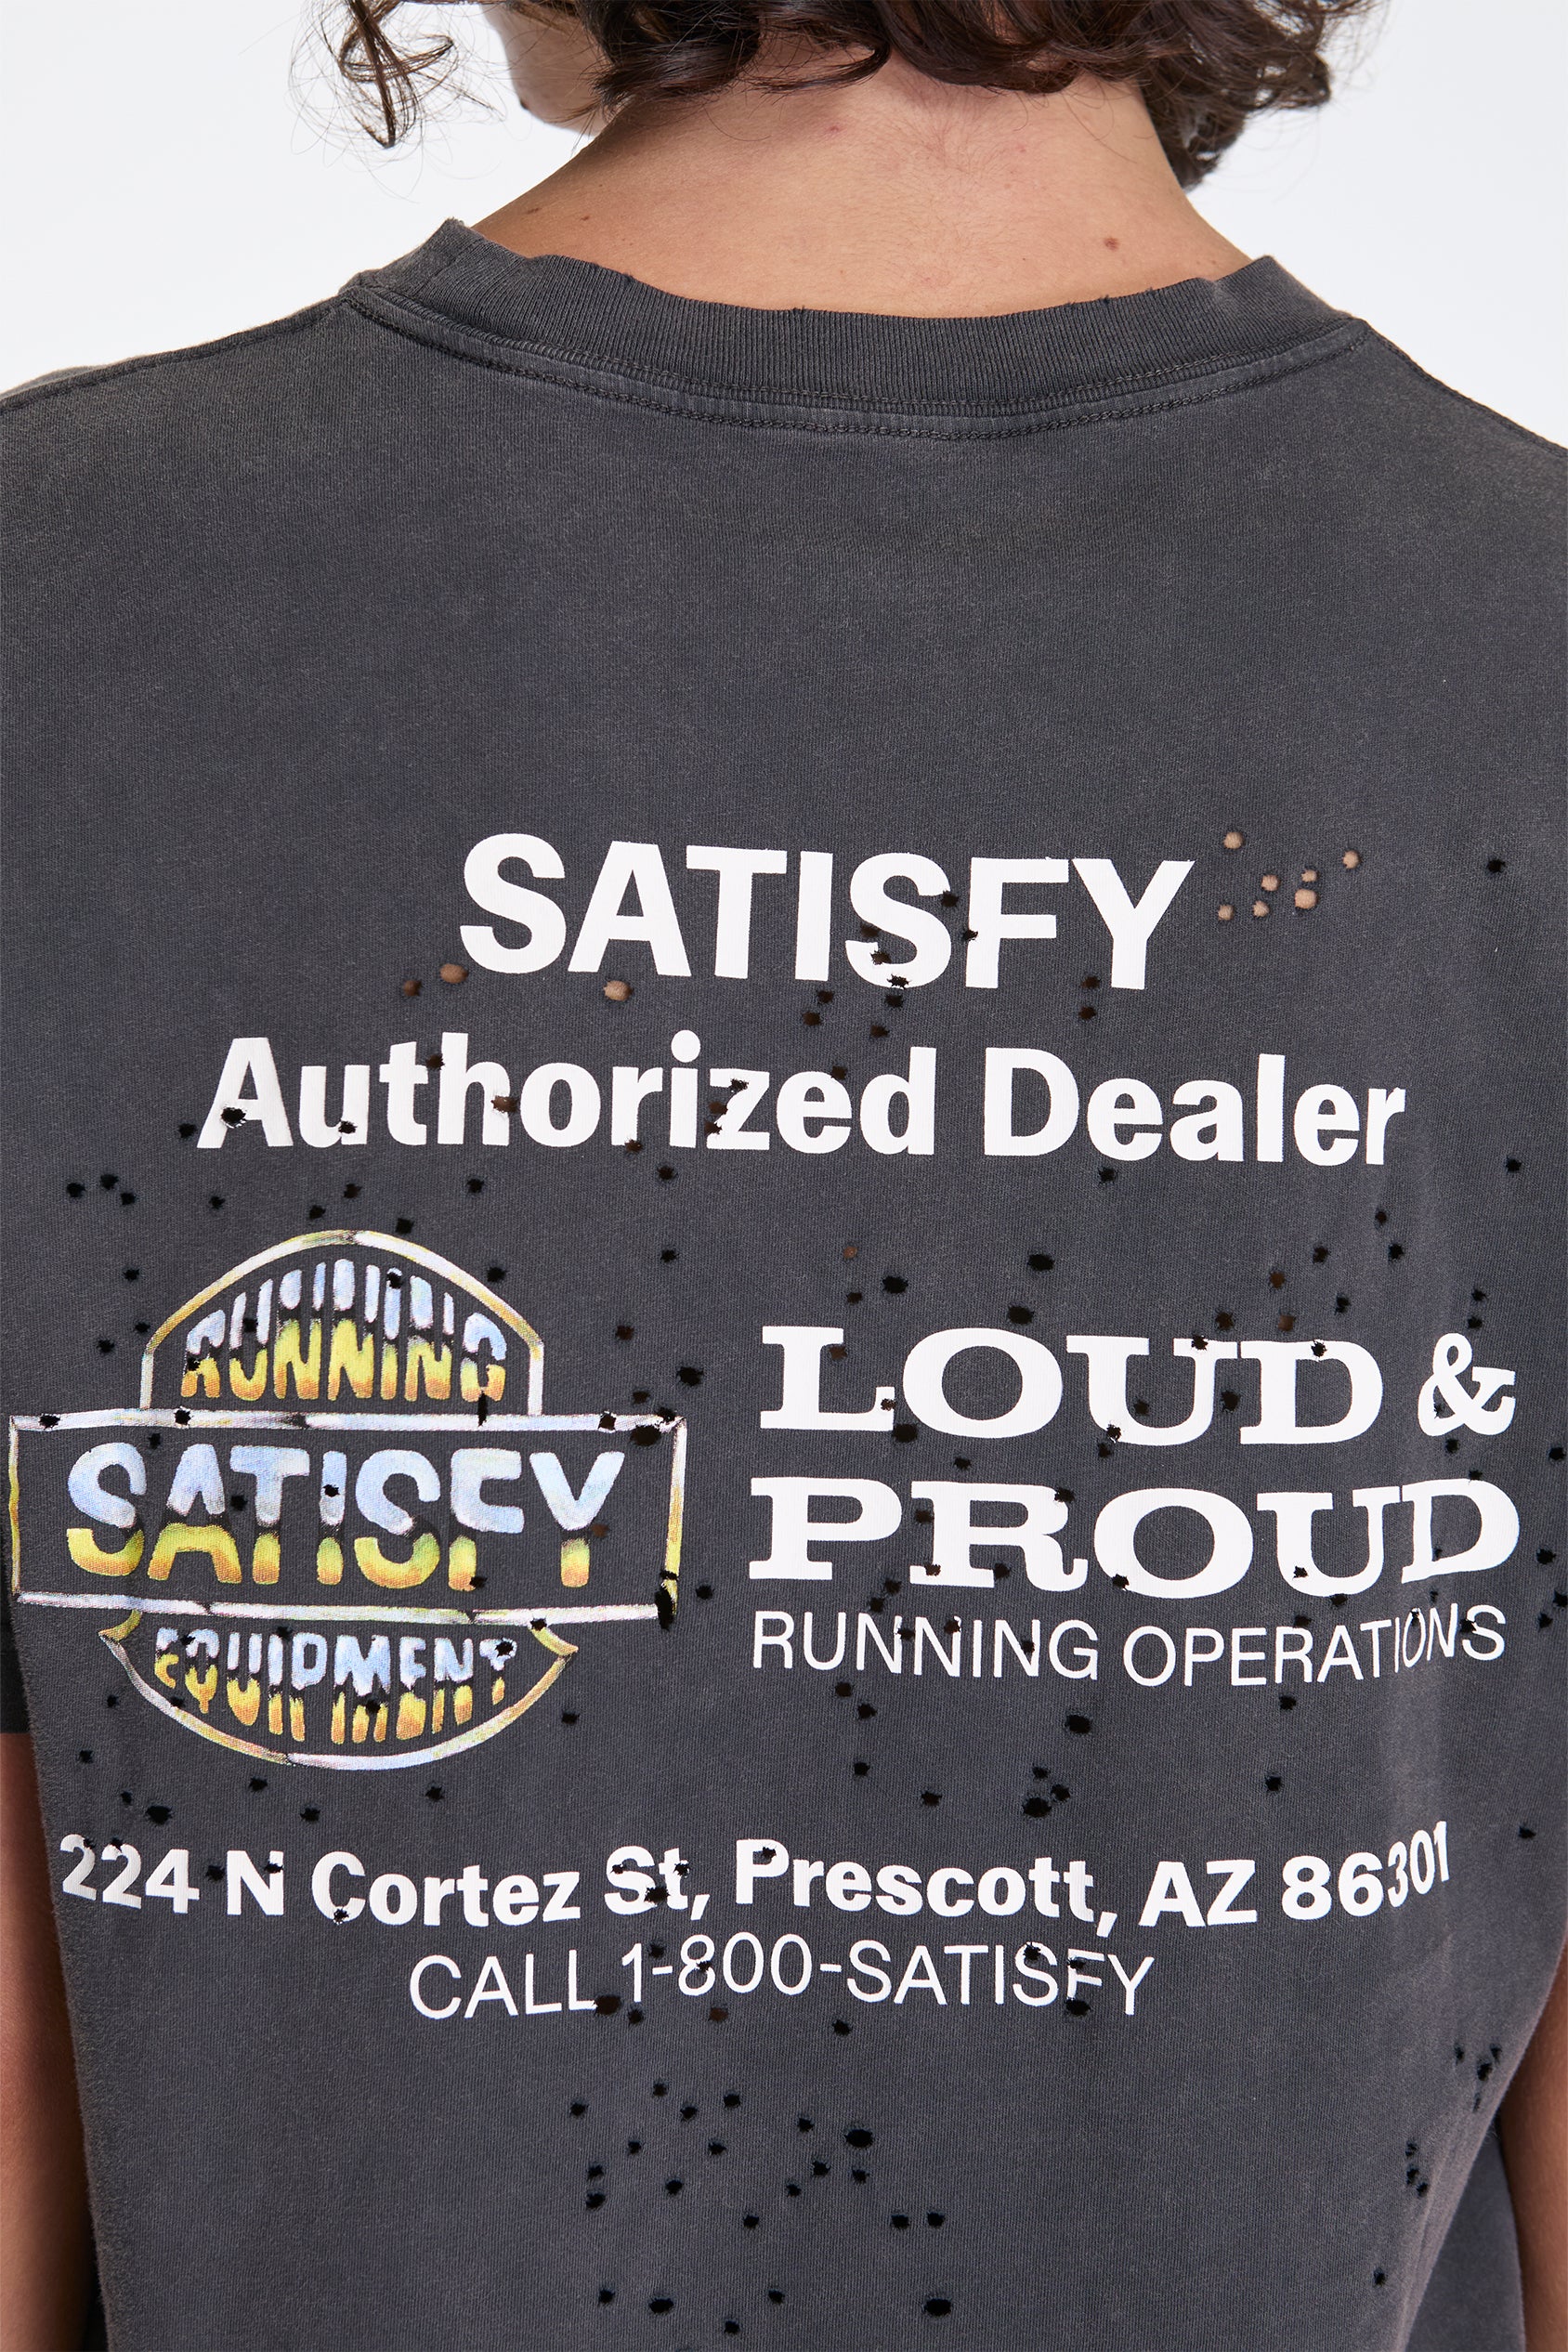 SATISFY
Authorized Dealer
RUNNING
SATISFY
EQUIPMENT
LOUD &
PROUD
RUNNING OPERATIONS
224 N Cortez St, Prescott, AZ 86301
CALL 1-800-SATISFY